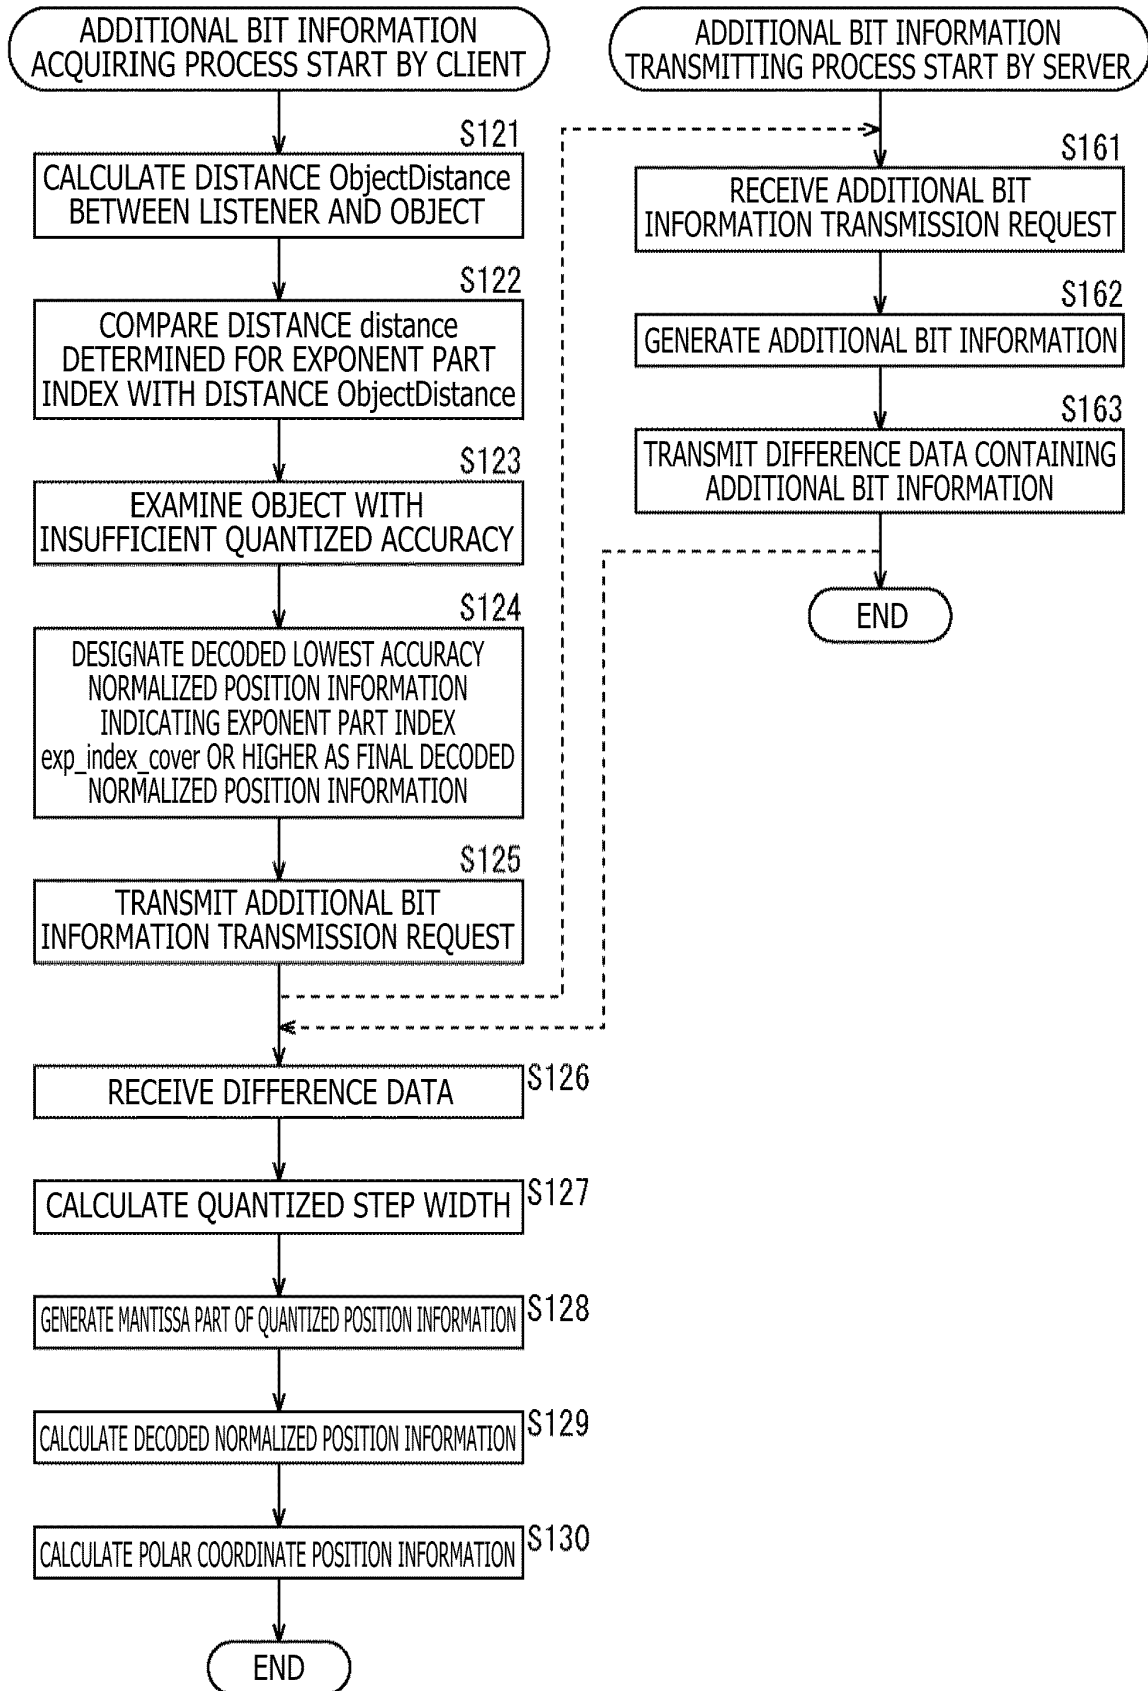 ADDITIONAL BIT INFORMATION
ACQUIRING PROCESS START BY CLIENT
S121
CALCULATE DISTANCE ObjectDistance
BETWEEN LISTENER AND OBJECT
S122
COMPARE DISTANCE distance
DETERMINED FOR EXPONENT PART
INDEX WITH DISTANCE ObjectDistance
S123
EXAMINE OBJECT WITH
INSUFFICIENT QUANTIZED ACCURACY
S124
DESIGNATE DECODED LOWEST ACCURACY
NORMALIZED POSITION INFORMATION
INDICATING EXPONENT PART INDEX
exp_index_cover OR HIGHER AS FINAL DECODED
NORMALIZED POSITION INFORMATION
S125
TRANSMIT ADDITIONAL BIT
INFORMATION TRANSMISSION REQUEST
RECEIVE DIFFERENCE DATA
S126
CALCULATE QUANTIZED STEP WIDTH
S127
GENERATE MANTISSA PART OF QUANTIZED POSITION INFORMATION
S128
CALCULATE DECODED NORMALIZED POSITION INFORMATION
S129
CALCULATE POLAR COORDINATE POSITION INFORMATION
S130
END
ADDITIONAL BIT INFORMATION
TRANSMITTING PROCESS START BY SERVER
S161
RECEIVE ADDITIONAL BIT
INFORMATION TRANSMISSION REQUEST
S162
GENERATE ADDITIONAL BIT INFORMATION
S163
TRANSMIT DIFFERENCE DATA CONTAINING
ADDITIONAL BIT INFORMATION
END